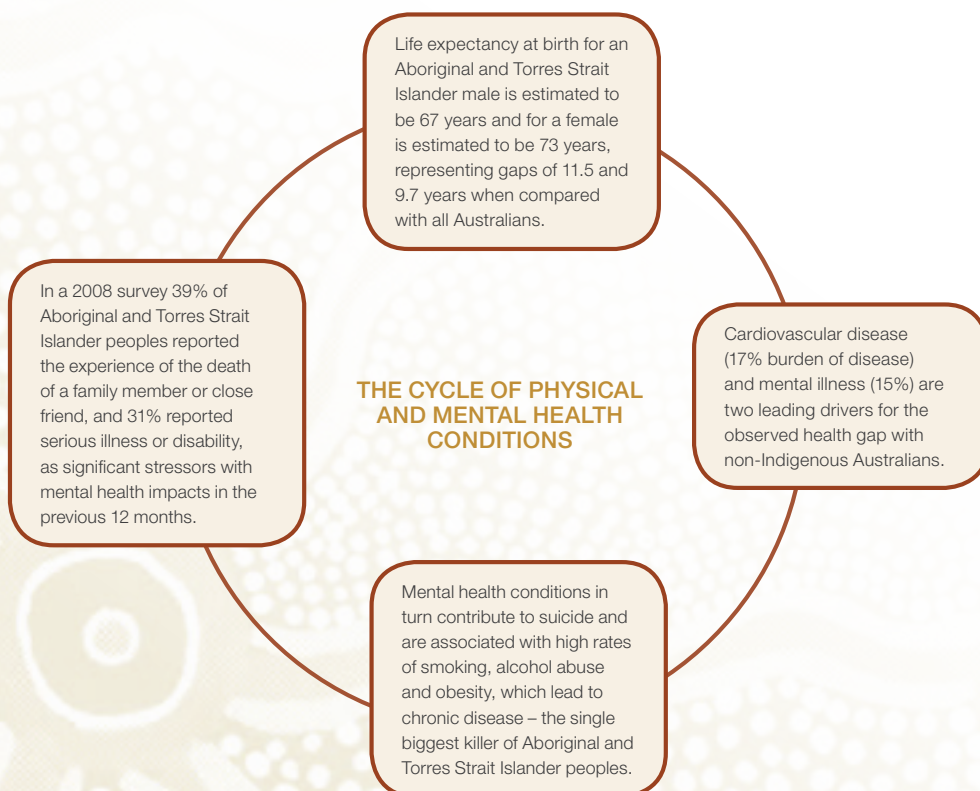 Life expectancy at birth for an
Aboriginal and Torres Strait
Islander male is estimated to
be 67 years and for a female
is estimated to be 73 years,
representing gaps of 11.5 and
9.7 years when compared
with all Australians.
In a 2008 survey 39% of
Aboriginal and Torres Strait
Islander peoples reported
the experience of the death
of a family member or close
friend, and 31% reported
serious illness or disability,
as significant stressors with
mental health impacts in the
previous 12 months.
THE CYCLE OF PHYSICAL
AND MENTAL HEALTH
CONDITIONS
Cardiovascular disease
(17% burden of disease)
and mental illness (15%) are
two leading drivers for the
observed health gap with
non-Indigenous Australians.
Mental health conditions in
turn contribute to suicide and
are associated with high rates
of smoking, alcohol abuse
and obesity, which lead to
chronic disease – the single
biggest killer of Aboriginal and
Torres Strait Islander peoples.